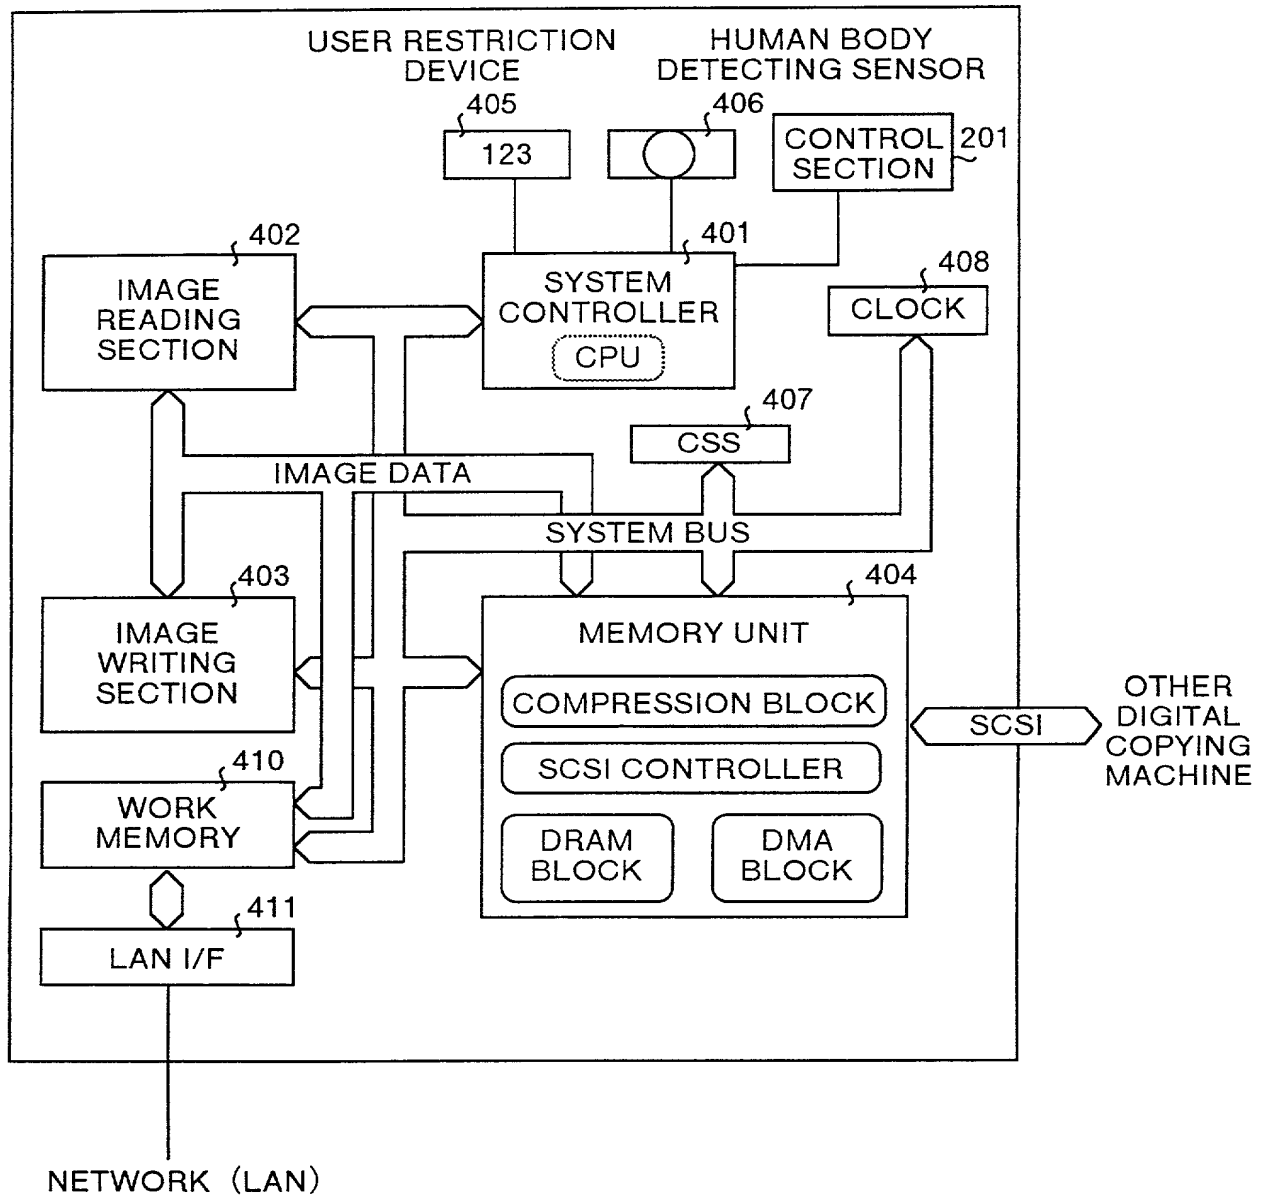 USER RESTRICTION
DEVICE
405
123
HUMAN BODY
DETECTING SENSOR
406
CONTROL
SECTION
201
402
IMAGE
READING
SECTION
401
SYSTEM
CONTROLLER
CPU
408
CLOCK
407
CSS
IMAGE DATA
SYSTEM BUS
403
IMAGE
WRITING
SECTION
404
MEMORY UNIT
COMPRESSION BLOCK
SCSI CONTROLLER
DRAM
BLOCK
DMA
BLOCK
SCSI
OTHER
DIGITAL
COPYING
MACHINE
410
WORK
MEMORY
411
LAN I/F
NETWORK (LAN)